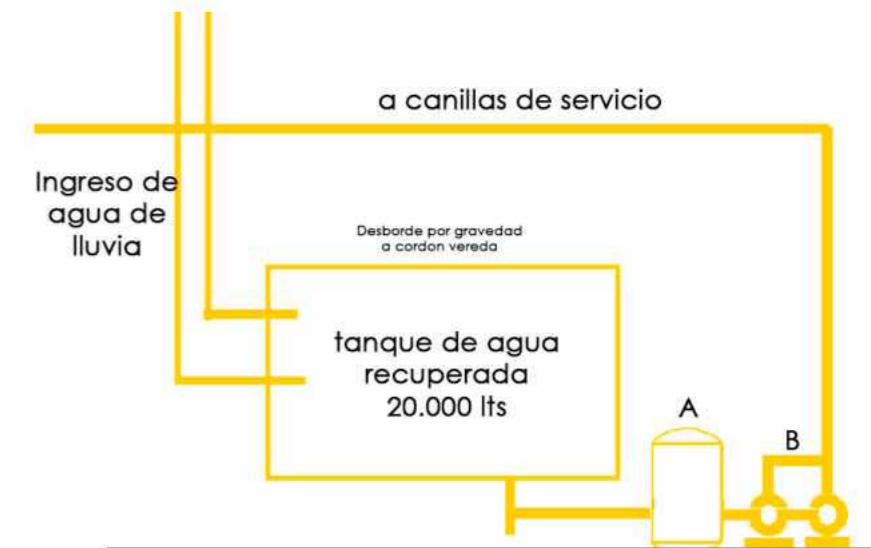 a canillas de servicio
Ingreso de
agua de
lluvia
Desborde por gravedad
a cordon vereda
tanque de agua
recuperada
20.000 lts
A
B